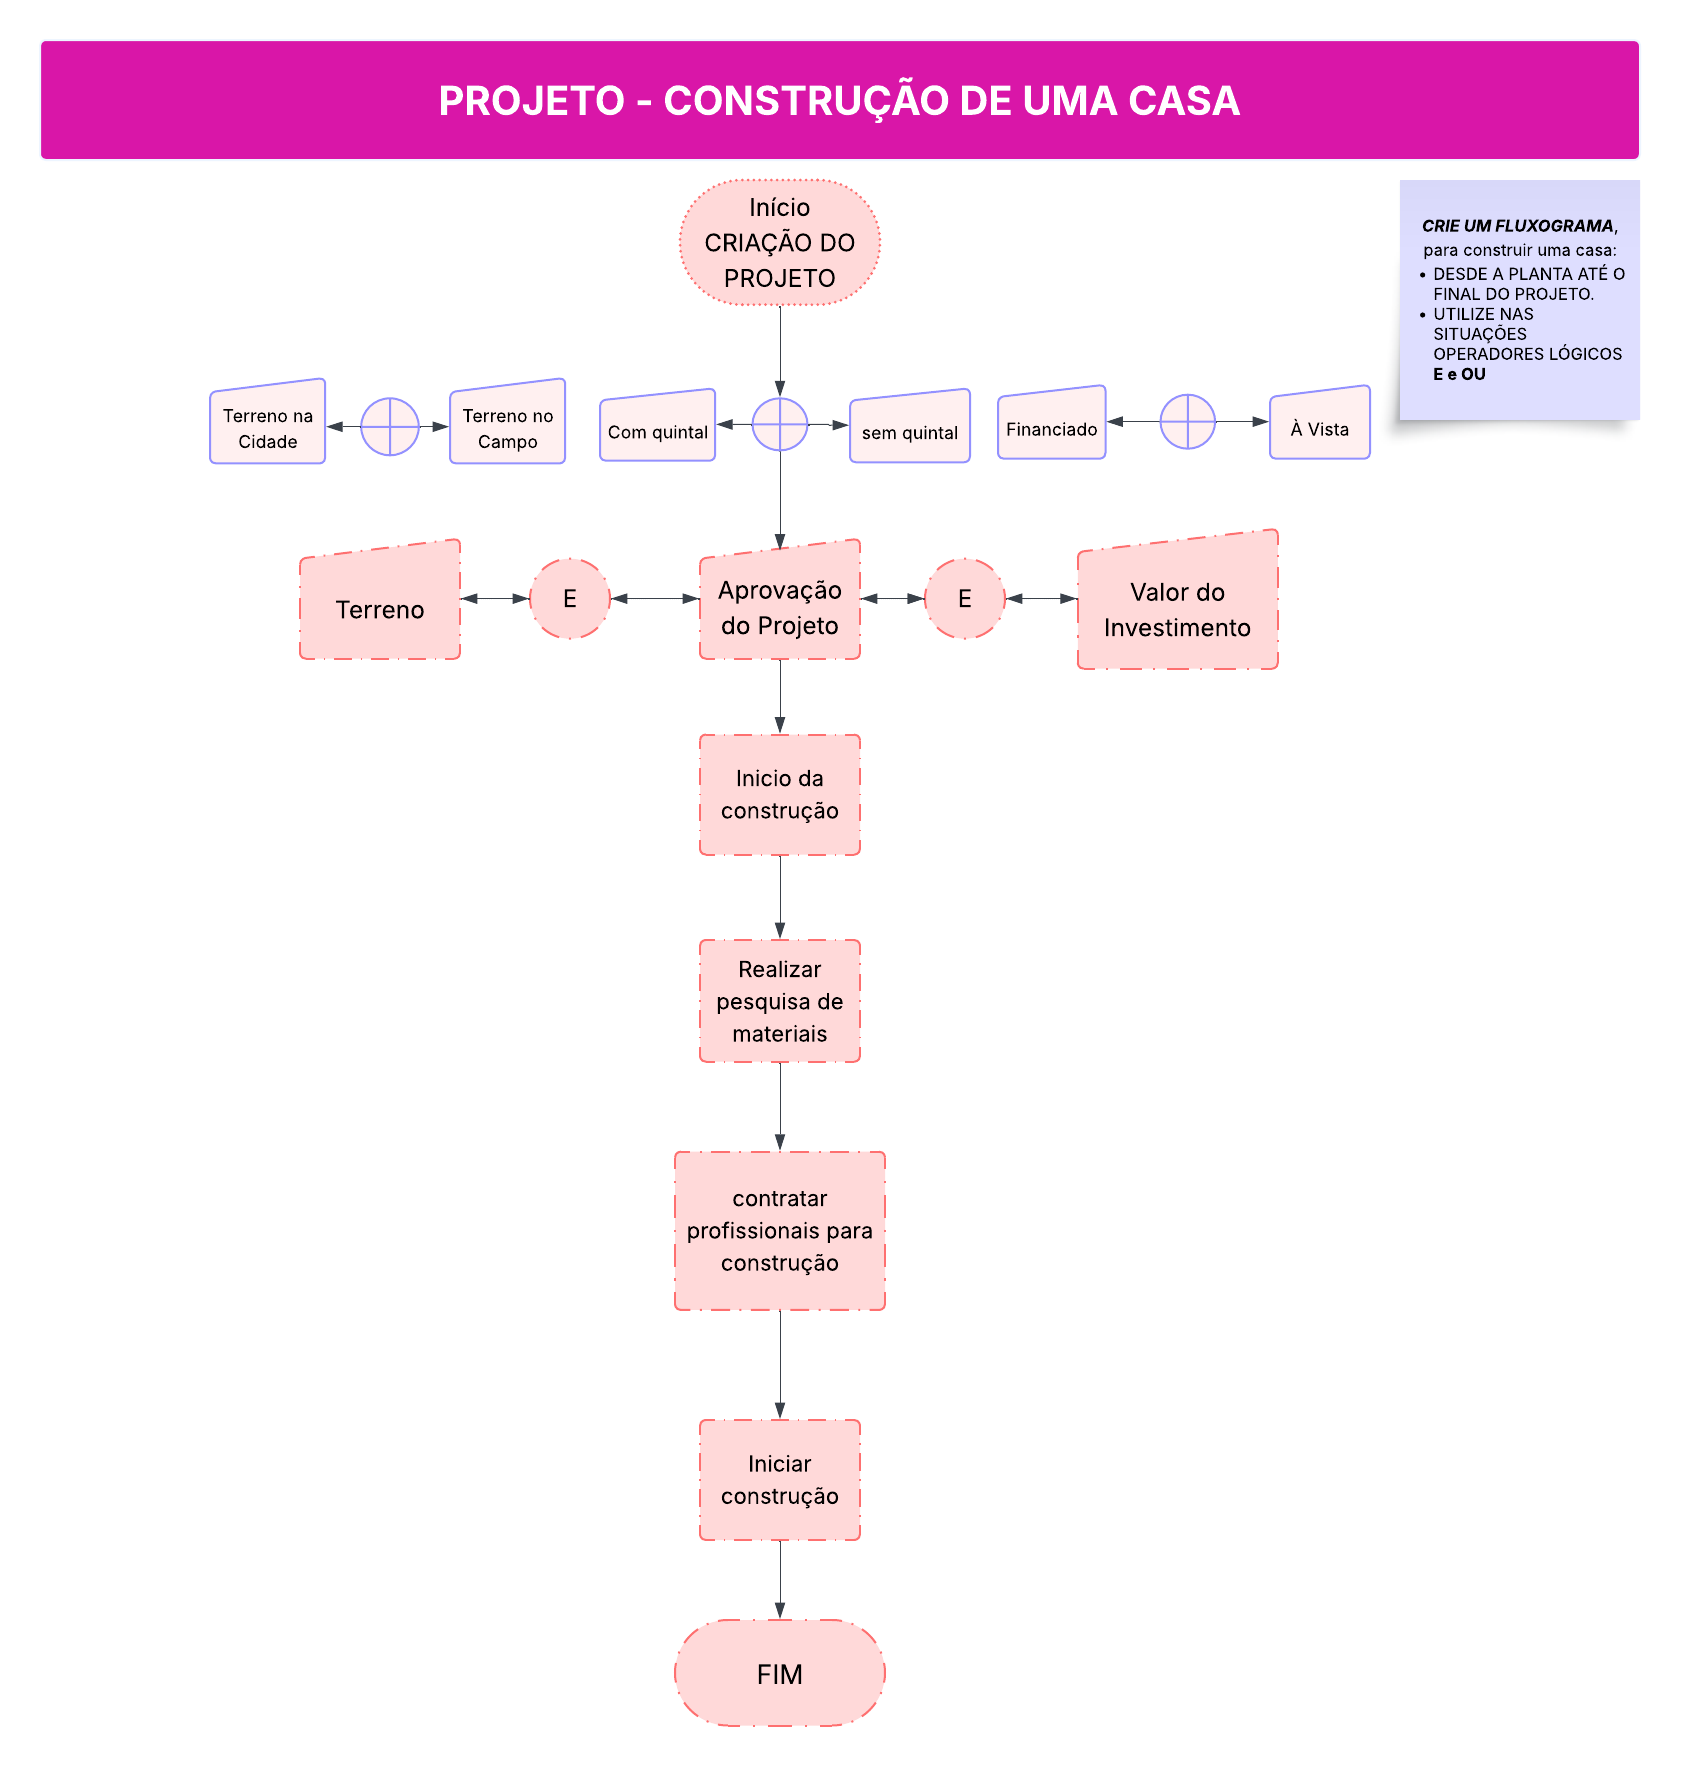 PROJETO - CONSTRUÇÃO DE UMA CASA
Início
CRIAÇÃO DO
PROJETO
CRIE UM FLUXOGRAMA,
para construir uma casa:
• DESDE A PLANTA ATÉ O
FINAL DO PROJETO.
• UTILIZE NAS
SITUAÇÕES
OPERADORES LÓGICOS
E e OU
Terreno na
Cidade
Terreno no
Campo
Com quintal
sem quintal
Financiado
À Vista
Terreno
E
Aprovação
do Projeto
E
Valor do
Investimento
Inicio da
construção
Realizar
pesquisa de
materiais
contratar
profissionais para
construção
Iniciar
construção
FIM